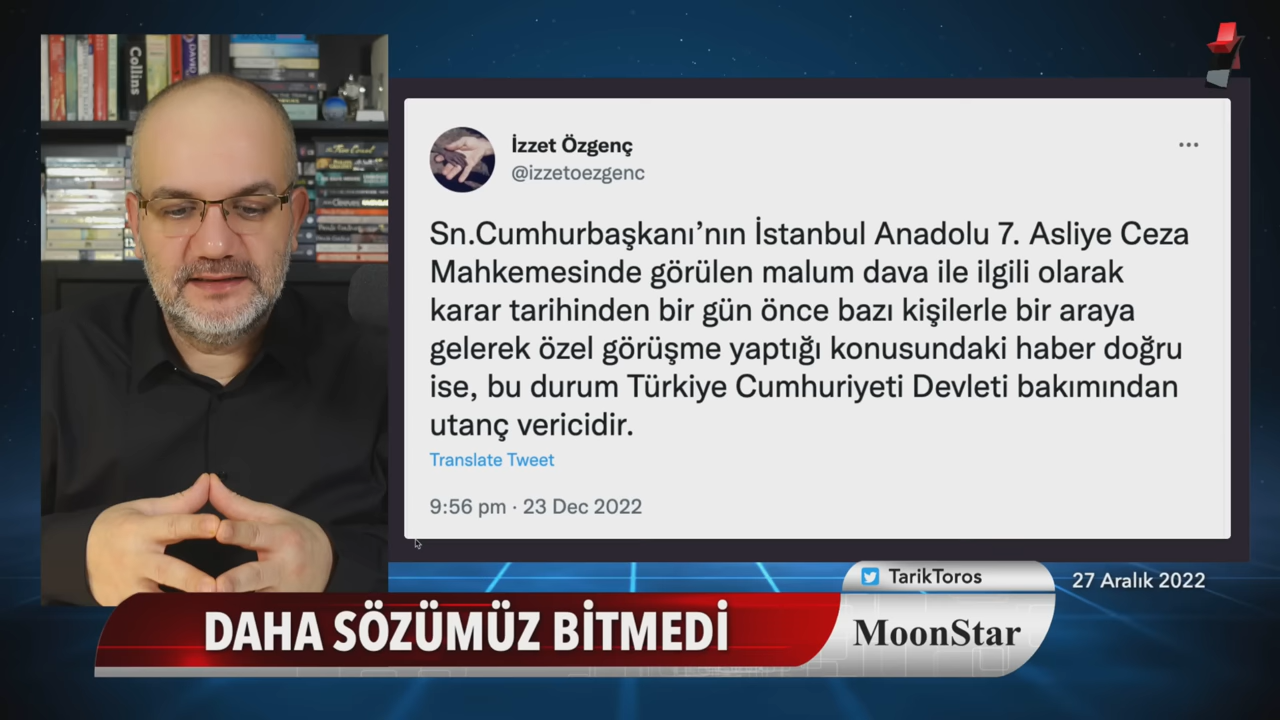 Collins
İzzet Özgenç
@izzetoezgenc
Sn.Cumhurbaşkanı’nın İstanbul Anadolu 7. Asliye Ceza
Mahkemesinde görülen malum dava ile ilgili olarak
karar tarihinden bir gün önce bazı kişilerle bir araya
gelerek özel görüşme yaptığı konusundaki haber doğru
ise, bu durum Türkiye Cumhuriyeti Devleti bakımından
utanç vericidir.
Translate Tweet
9:56 pm · 23 Dec 2022
TarikToros
27 Aralık 2022
DAHA SÖZÜMÜZ BİTMEDİ
MoonStar